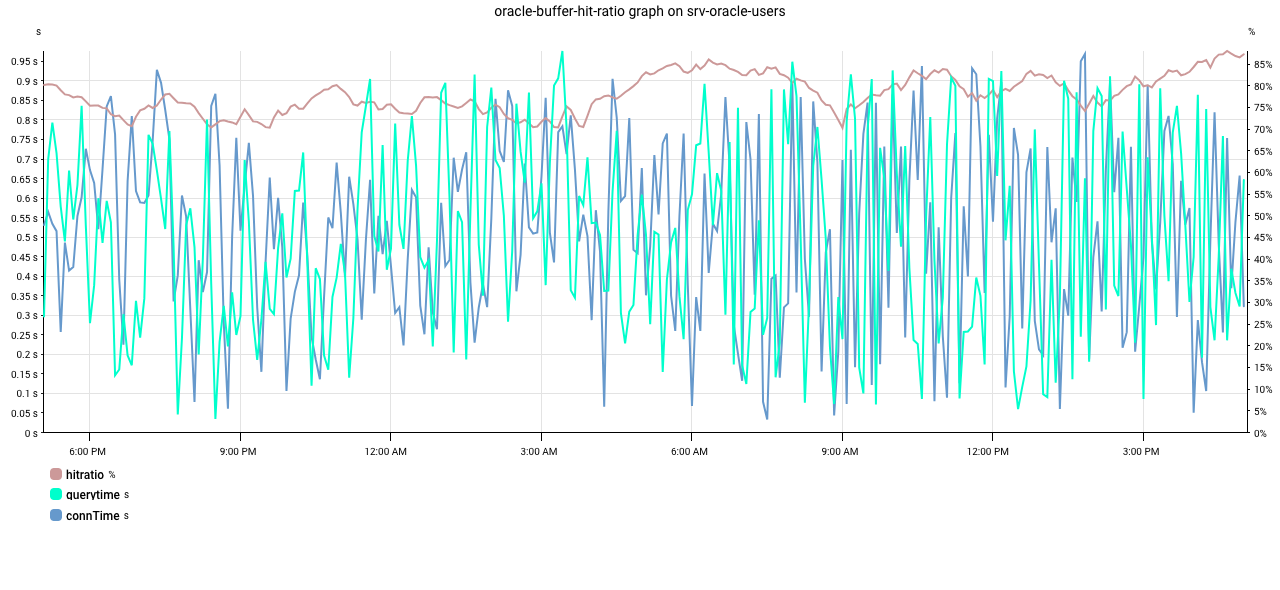 oracle-buffer-hit-ratio graph on srv-oracle-users
s %
0.95 s
0.9 s
0.85 s
0.8 s
0.75 s
0.7 s
0.65 s
0.6 s
0.55 s
0.5 s
0.45 s
0.4 s
0.35 s
0.3 s
0.25 s
0.2 s
0.15 s
0.1 s
0.05 s
0 s
85%
80%
75%
70%
65%
60%
55%
50%
45%
40%
35%
30%
25%
20%
15%
10%
5%
0%
6:00 PM 9:00 PM 12:00 AM 3:00 AM 6:00 AM 9:00 AM 12:00 PM 3:00 PM
hitratio %
querytime s
connTime s